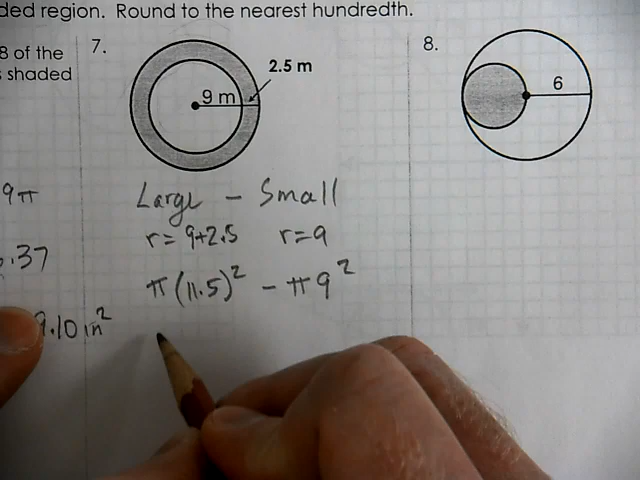 ded region. Round to the nearest hundredth.
8 of the
shaded
7.
9 m
2.5 m
8.
6
9π
.37
9.10 in²
Large - Small
r=9+2.5 r=9
π(11.5)² - π9²